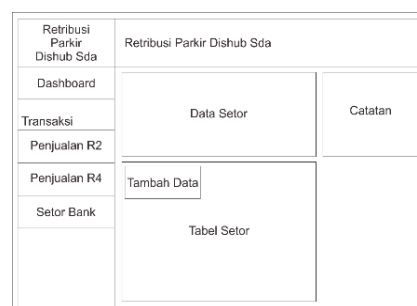 Retribusi
Parkir
Dishub Sda
Retribusi Parkir Dishub Sda
Dashboard
Transaksi
Penjualan R2
Penjualan R4
Setor Bank
Data Setor
Catatan
Tambah Data
Tabel Setor